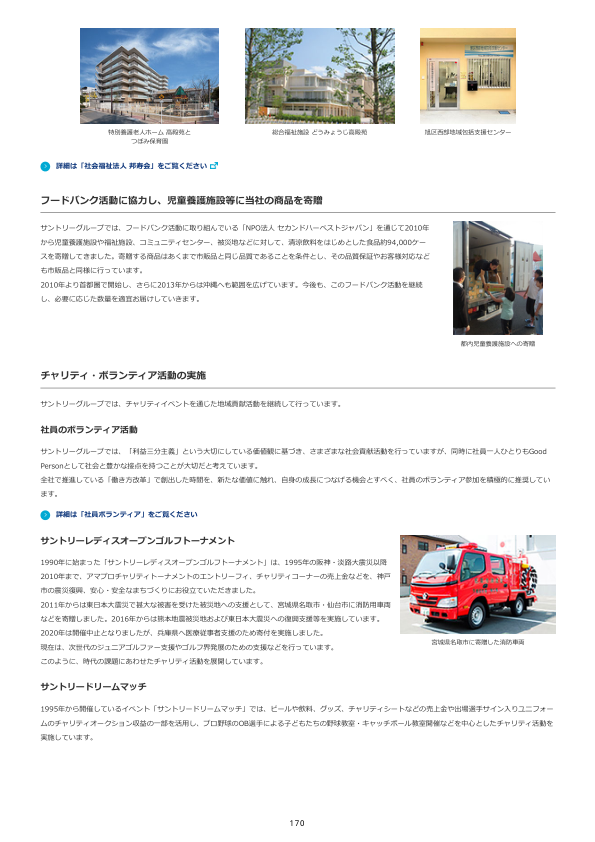 特別養護老人ホーム 高殿苑と
つぼみ保育園
総合福祉施設 どうみょうじ高殿苑
旭区西部地域包括支援センター
詳細は「社会福祉法人 邦寿会」をご覧ください
フードバンク活動に協力し、児童養護施設等に当社の商品を寄贈
サントリーグループでは、フードバンク活動に取り組んでいる「NPO法人 セカンドハーベストジャパン」を通じて2010年
から児童養護施設や福祉施設、コミュニティセンター、被災地などに対して、清涼飲料をはじめとした食品約94,000ケー
スを寄贈してきました。寄贈する商品はあくまで市販品と同じ品質であることを条件とし、その品質保証やお客様対応など
も市販品と同様に行っています。
2010年より首都圏で開始し、さらに2013年からは沖縄へも範囲を広げています。今後も、このフードバンク活動を継続
し、必要に応じた数量を適宜お届けしていきます。
都内児童養護施設への寄贈
チャリティ・ボランティア活動の実施
サントリーグループでは、チャリティイベントを通じた地域貢献活動を継続して行っています。
社員のボランティア活動
サントリーグループでは、「利益三分主義」という大切にしている価値観に基づき、さまざまな社会貢献活動を行っていますが、同時に社員一人ひとりもGood
Personとして社会と豊かな接点を持つことが大切だと考えています。
全社で推進している「働き方改革」で創出した時間を、新たな価値に触れ、自身の成長につなげる機会とすべく、社員のボランティア参加を積極的に推奨してい
ます。
詳細は「社員ボランティア」をご覧ください
サントリーレディスオープンゴルフトーナメント
1990年に始まった「サントリーレディスオープンゴルフトーナメント」は、1995年の阪神・淡路大震災以降
2010年まで、アマプロチャリティトーナメントのエントリーフィ、チャリティコーナーの売上金などを、神戸
市の震災復興、安心・安全なまちづくりにお役立ていただきました。
2011年からは東日本大震災で甚大な被害を受けた被災地への支援として、宮城県名取市・仙台市に消防用車両
などを寄贈しました。2016年からは熊本地震被災地および東日本大震災への復興支援等を実施しています。
2020年は開催中止となりましたが、兵庫県へ医療従事者支援のため寄付を実施しました。
現在は、次世代のジュニアゴルファー支援やゴルフ界発展のための支援などを行っています。
このように、時代の課題にあわせたチャリティ活動を展開しています。
宮城県名取市に寄贈した消防車両
サントリードリームマッチ
1995年から開催しているイベント「サントリードリームマッチ」では、ビールや飲料、グッズ、チャリティシートなどの売上金や出場選手サイン入りユニフォー
ムのチャリティオークション収益の一部を活用し、プロ野球のOB選手による子どもたちの野球教室・キャッチボール教室開催などを中心としたチャリティ活動を
実施しています。
170